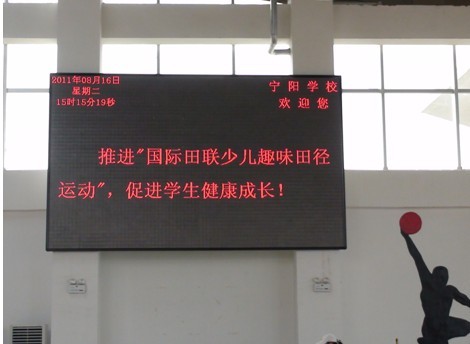 2011年08月16日
星期二
15时15分19秒
宁阳学校
欢迎您
推进"国际田联少儿趣味田径
运动"，促进学生健康成长！